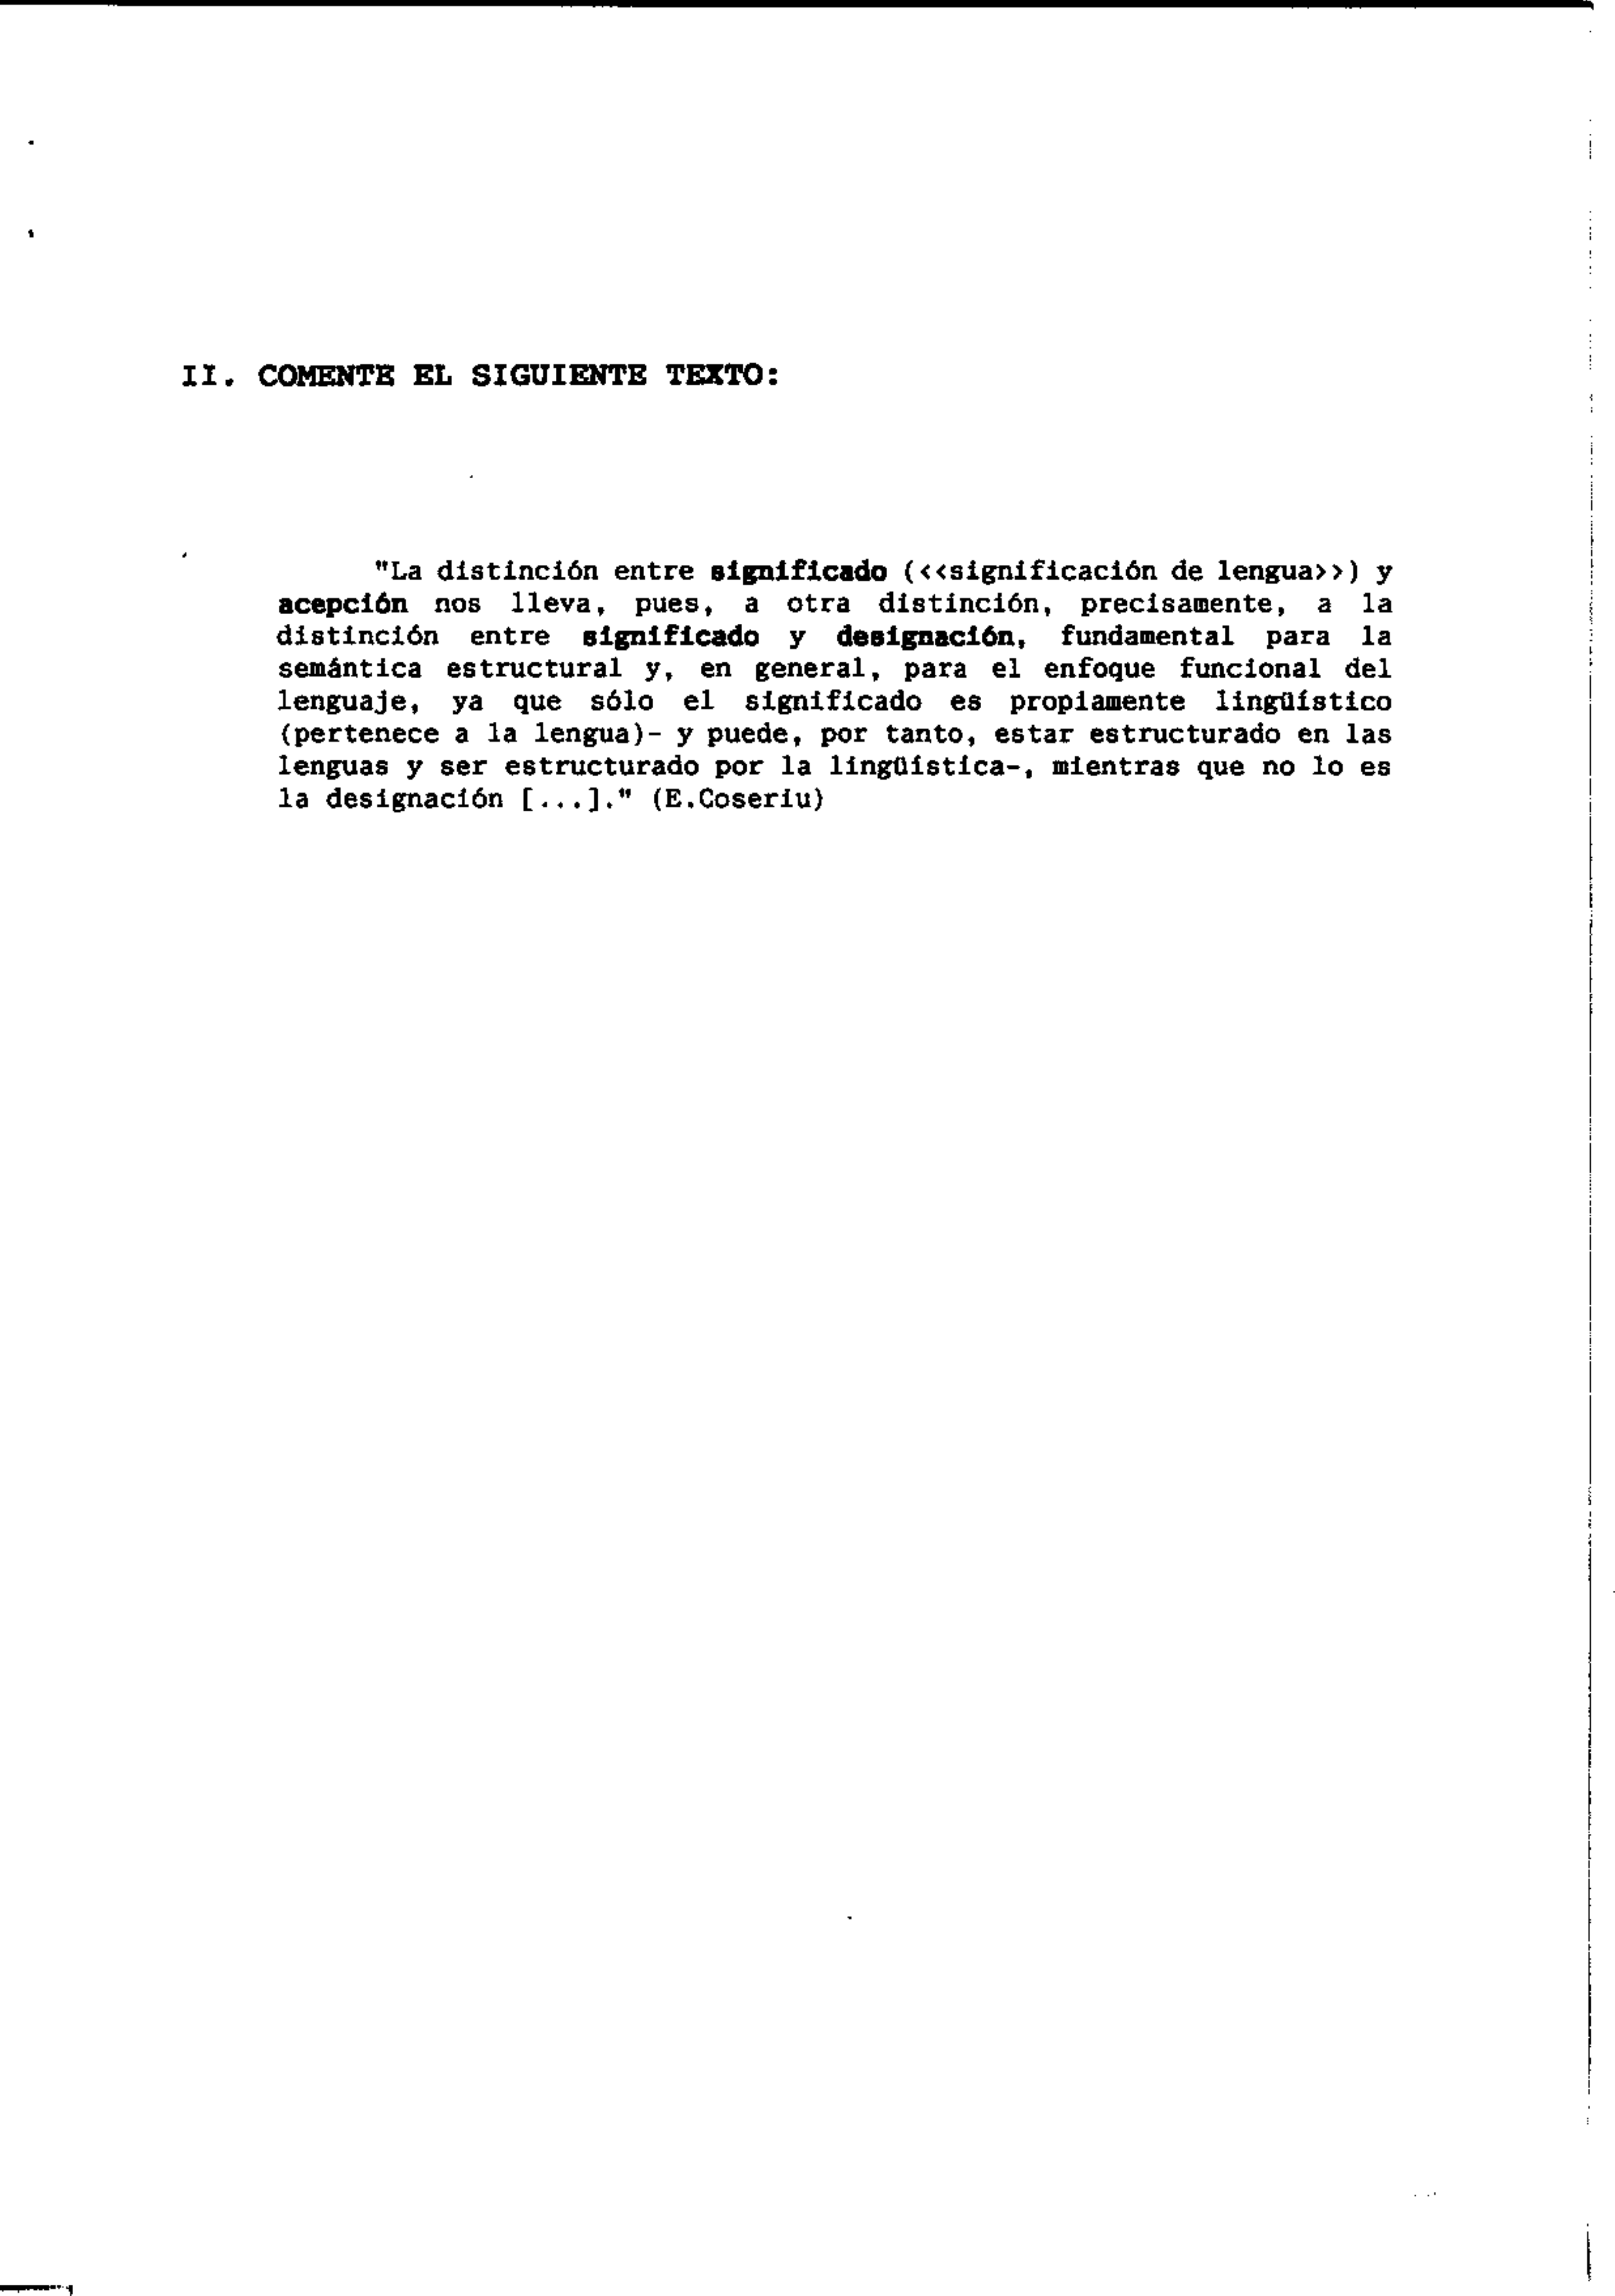 II. COMENTE EL SIGUIENTE TEXTO:
"La distinción entre significado (<<significación de lengua>>) y
acepción nos lleva, pues, a otra distinción, precisamente, a la
distinción entre significado y designación, fundamental para la
semántica estructural y, en general, para el enfoque funcional del
lenguaje, ya que sólo el significado es propiamente lingüístico
(pertenece a la lengua)- y puede, por tanto, estar estructurado en las
lenguas y ser estructurado por la lingüistica-, mientras que no lo es
la designación [...]." (E.Coseriu)